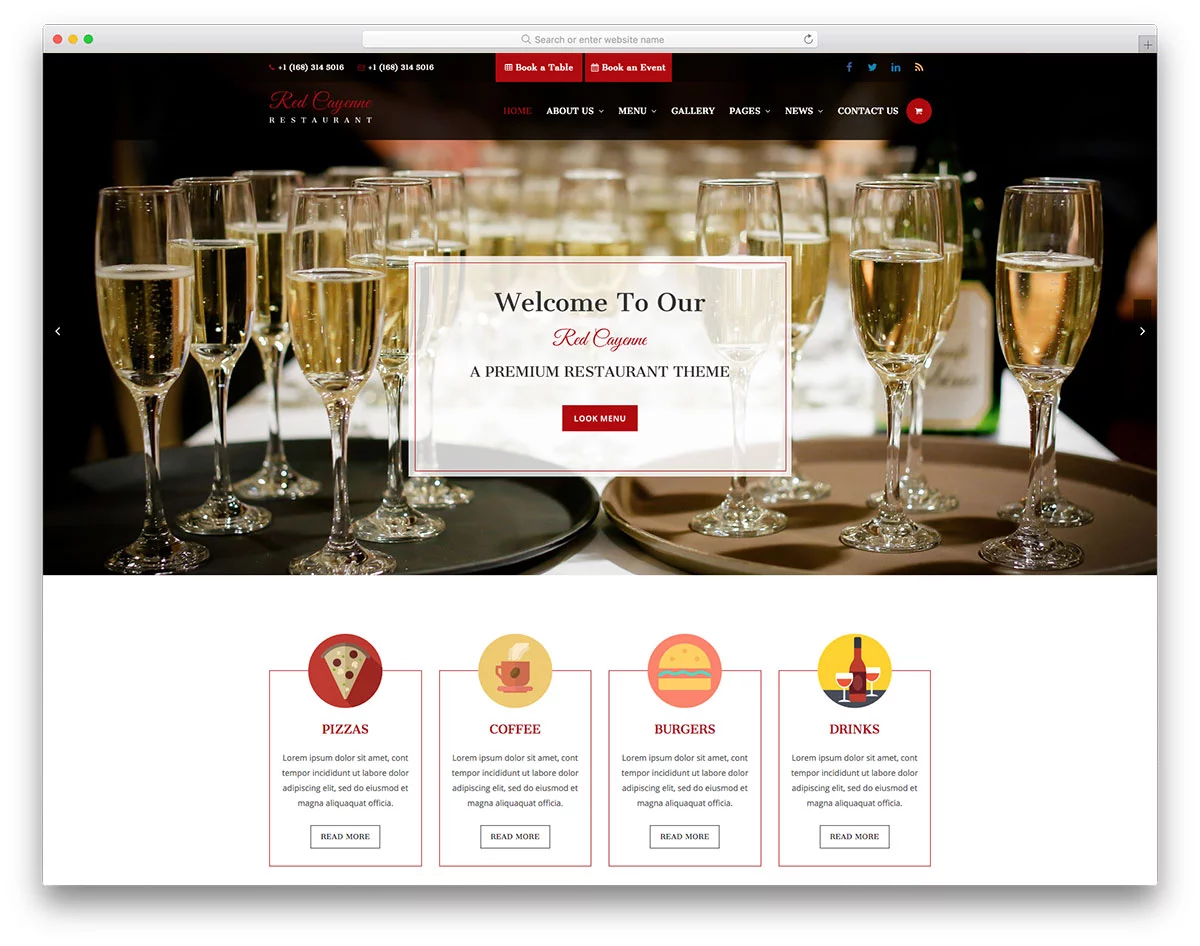 Search or enter website name
+1 (168) 314 5016 +1 (168) 314 5016 Book a Table Book an Event
Red Cayenne
RESTAURANT
HOME ABOUT US MENU GALLERY PAGES NEWS CONTACT US
Welcome To Our
Red Cayenne
A PREMIUM RESTAURANT THEME
LOOK MENU
PIZZAS
Lorem ipsum dolor sit amet, cont
tempor incididunt ut labore dolor
adipiscing elit, sed do eiusmod et
magna aliquaquat officia.
READ MORE
COFFEE
Lorem ipsum dolor sit amet, cont
tempor incididunt ut labore dolor
adipiscing elit, sed do eiusmod et
magna aliquaquat officia.
READ MORE
BURGERS
Lorem ipsum dolor sit amet, cont
tempor incididunt ut labore dolor
adipiscing elit, sed do eiusmod et
magna aliquaquat officia.
READ MORE
DRINKS
Lorem ipsum dolor sit amet, cont
tempor incididunt ut labore dolor
adipiscing elit, sed do eiusmod et
magna aliquaquat officia.
READ MORE